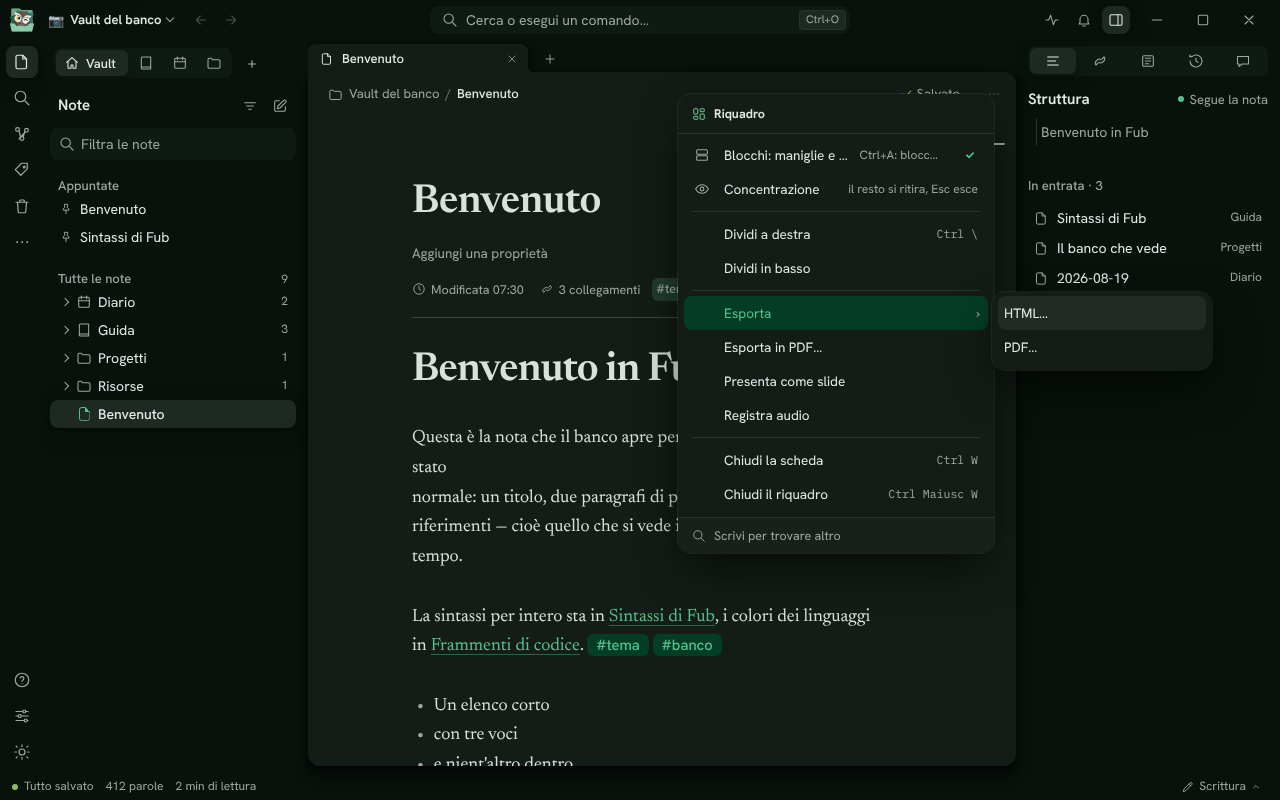 Vault del banco
Cerca o esegui un comando...
Ctrl+O
Vault
Note
Filtra le note
Appuntate
Benvenuto
Sintassi di Fub
Tutte le note 9
Diario 2
Guida 3
Progetti 1
Risorse 1
Benvenuto
Benvenuto
Vault del banco / Benvenuto
Salvato
Benvenuto
Aggiungi una proprietà
Modificata 07:30
3 collegamenti
Benvenuto in
Questa è la nota che il banco apre
stato
normale: un titolo, due paragrafi di
riferimenti — cioè quello che si vede
tempo.
La sintassi per intero sta in Sintassi di Fub, i colori dei linguaggi
in Frammenti di codice. #tema #banco
• Un elenco corto
• con tre voci
• e nient'altro dentro
Riquadro
Blocchi: maniglie e ... Ctrl+A: blocc...
Concentrazione il resto si ritira, Esc esce
Dividi a destra Ctrl \
Dividi in basso
Esporta ›
Esporta in PDF...
Presenta come slide
Registra audio
Chiudi la scheda Ctrl W
Chiudi il riquadro Ctrl Maiusc W
Scrivi per trovare altro
HTML...
PDF...
Struttura
Segue la nota
Benvenuto in Fub
In entrata · 3
Sintassi di Fub Guida
Il banco che vede Progetti
2026-08-19 Diario
Tutto salvato 412 parole 2 min di lettura
Scrittura